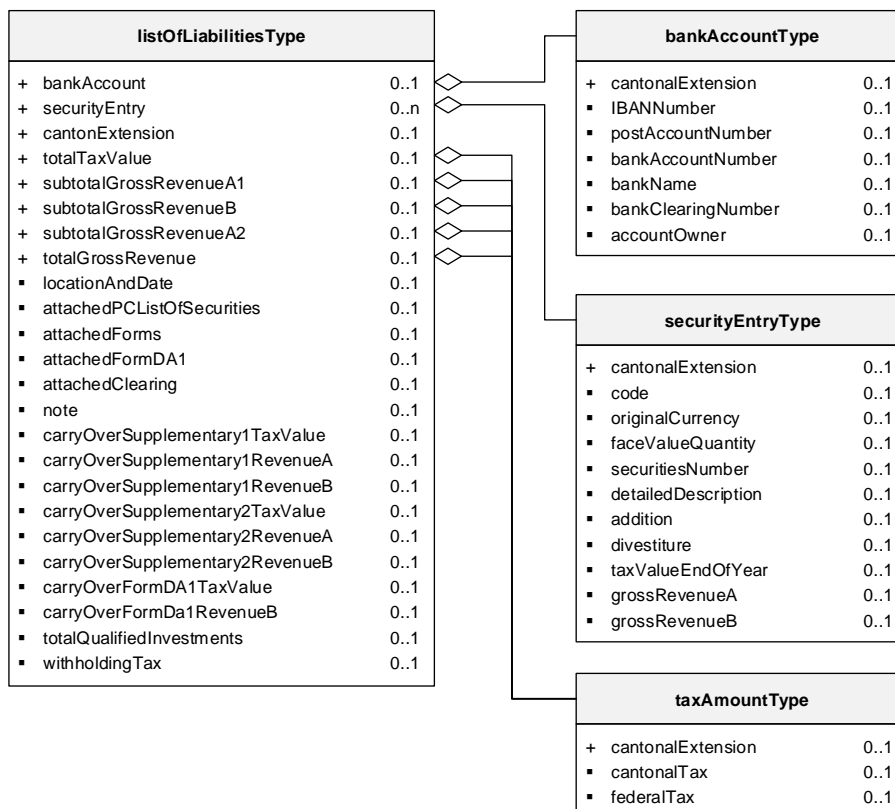 listOfLiabilitiesType
+ bankAccount 0..1
+ securityEntry 0..n
+ cantonExtension 0..1
+ totalTaxValue 0..1
+ subtotalGrossRevenueA1 0..1
+ subtotalGrossRevenueB 0..1
+ subtotalGrossRevenueA2 0..1
+ totalGrossRevenue 0..1
▪ locationAndDate 0..1
▪ attachedPCListOfSecurities 0..1
▪ attachedForms 0..1
▪ attachedFormDA1 0..1
▪ attachedClearing 0..1
▪ note 0..1
▪ carryOverSupplementary1TaxValue 0..1
▪ carryOverSupplementary1RevenueA 0..1
▪ carryOverSupplementary1RevenueB 0..1
▪ carryOverSupplementary2TaxValue 0..1
▪ carryOverSupplementary2RevenueA 0..1
▪ carryOverSupplementary2RevenueB 0..1
▪ carryOverFormDA1TaxValue 0..1
▪ carryOverFormDa1RevenueB 0..1
▪ totalQualifiedInvestments 0..1
▪ withholdingTax 0..1
bankAccountType
+ cantonalExtension 0..1
▪ IBANNumber 0..1
▪ postAccountNumber 0..1
▪ bankAccountNumber 0..1
▪ bankName 0..1
▪ bankClearingNumber 0..1
▪ accountOwner 0..1
securityEntryType
+ cantonalExtension 0..1
▪ code 0..1
▪ originalCurrency 0..1
▪ faceValueQuantity 0..1
▪ securitiesNumber 0..1
▪ detailedDescription 0..1
▪ addition 0..1
▪ divestiture 0..1
▪ taxValueEndOfYear 0..1
▪ grossRevenueA 0..1
▪ grossRevenueB 0..1
taxAmountType
+ cantonalExtension 0..1
▪ cantonalTax 0..1
▪ federalTax 0..1